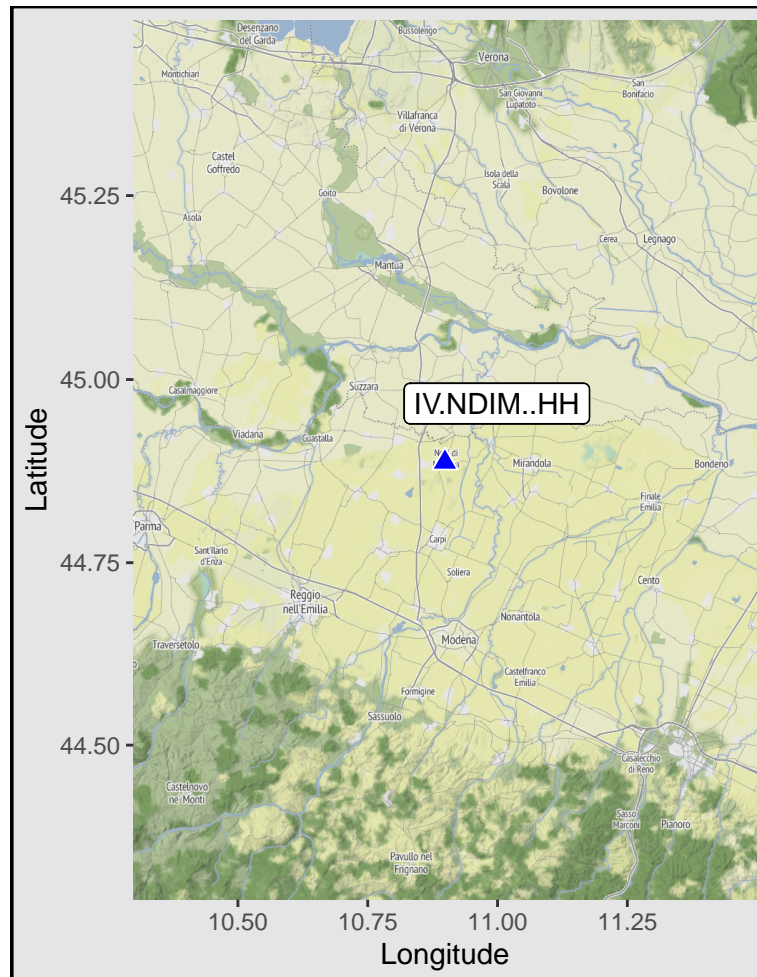 Desenzano
del Garda
Bussolengo
Verona
Montichiari
San Giovanni
Lupatoto
San
Bonifacio
Villafranca
di Verona
Castel
Goffredo
Isola della
Scala
Bovolone
Goito
45.25
Asola
Cerea
Legnago
Mantua
45.00
Casalmaggiore
Suzzara
IV.NDIM..HH
Viadana
Guastalla
Latitude
di
Mirandola
Bondeno
Finale
Emilia
Parma
Carpi
Sant'Ilario
d'Enza
44.75
Soliera
Cento
Reggio
nell'Emilia
Nonantola
Modena
Traversetolo
Castelfranco
Emilia
Formigine
Sassuolo
44.50
Casalecchio
di Reno
Castelnovo
ne' Monti
Sasso
Marconi
Pianoro
Pavullo nel
Frignano
10.50
10.75
11.00
11.25
Longitude